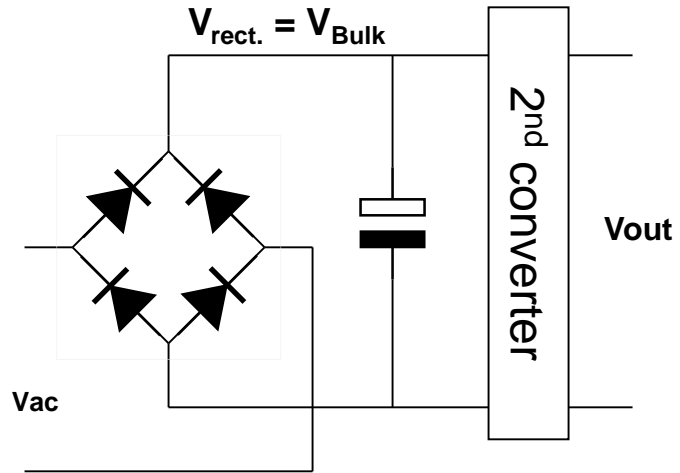 Vrect. = VBulk
2nd converter
Vout
Vac